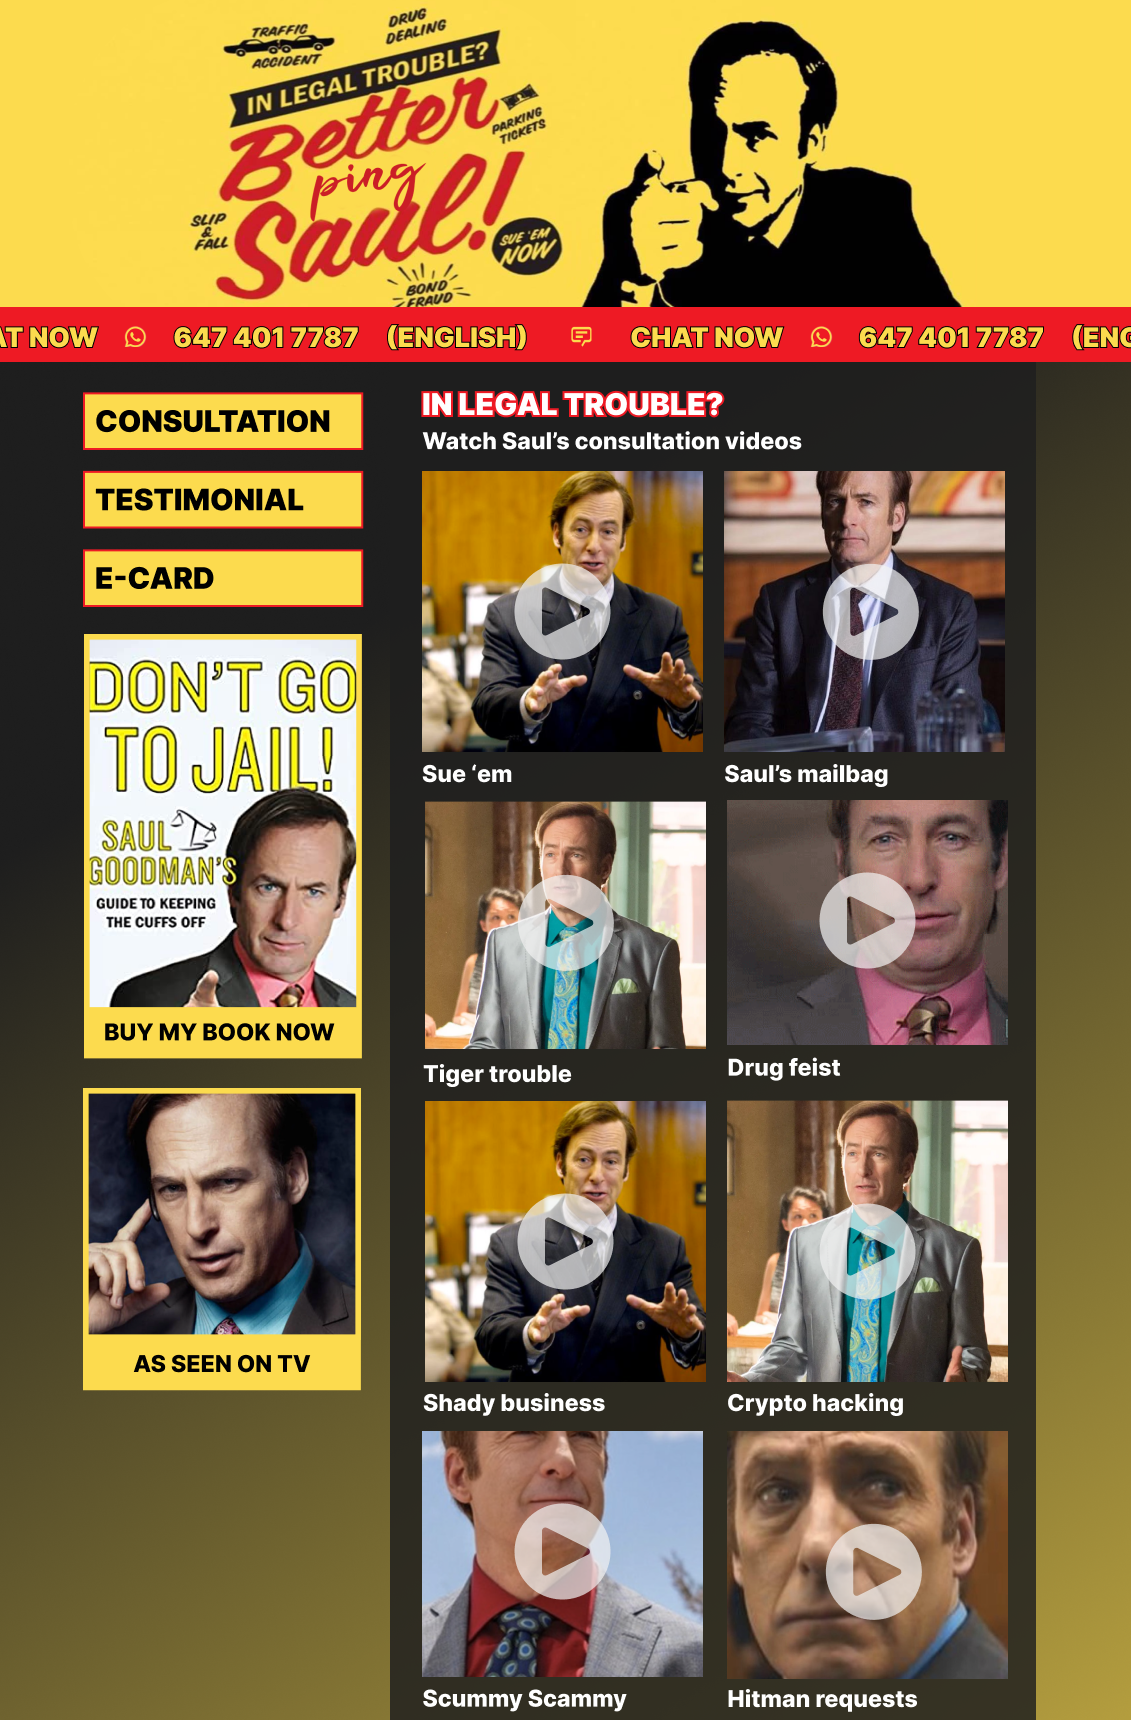 TRAFFIC
ACCIDENT
DRUG
DEALING
IN LEGAL TROUBLE?
Better
ping
Saul!
PARKING
TICKETS
SLIP
&
FALL
SUE 'EM
NOW
BOND
FRAUD
AT NOW 647 401 7787 (ENGLISH) CHAT NOW 647 401 7787 (ENG
CONSULTATION
TESTIMONIAL
E-CARD
DON'T GO
TO JAIL!
SAUL
GOODMAN'S
GUIDE TO KEEPING
THE CUFFS OFF
BUY MY BOOK NOW
AS SEEN ON TV
IN LEGAL TROUBLE?
Watch Saul's consultation videos
Sue ‘em
Saul’s mailbag
Tiger trouble
Drug feist
Shady business
Crypto hacking
Scummy Scammy
Hitman requests